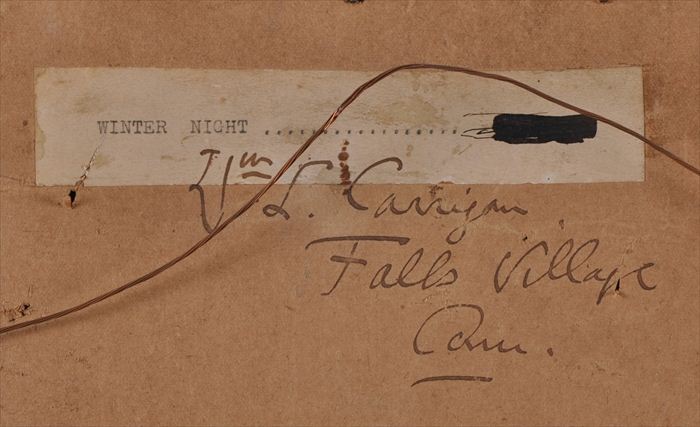 WINTER NIGHT ......................
Wm L. Carrigan
Falls Village
Conn.